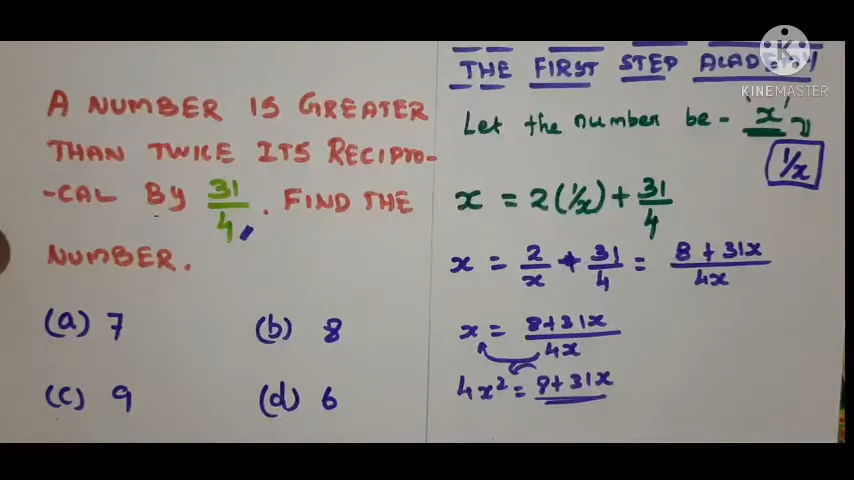 A NUMBER IS GREATER
THAN TWICE ITS RECIPRO-
-CAL BY 31/4. FIND THE
NUMBER.
(a) 7 (b) 8
(c) 9 (d) 6
THE FIRST STEP ACADEMY
KINEMASTER
Let the number be - 'x'
1/x
x = 2(1/x) + 31/4
x = 2/x + 31/4 = 8 + 31x / 4x
x = 8+31x / 4x
4x² = 8+31x